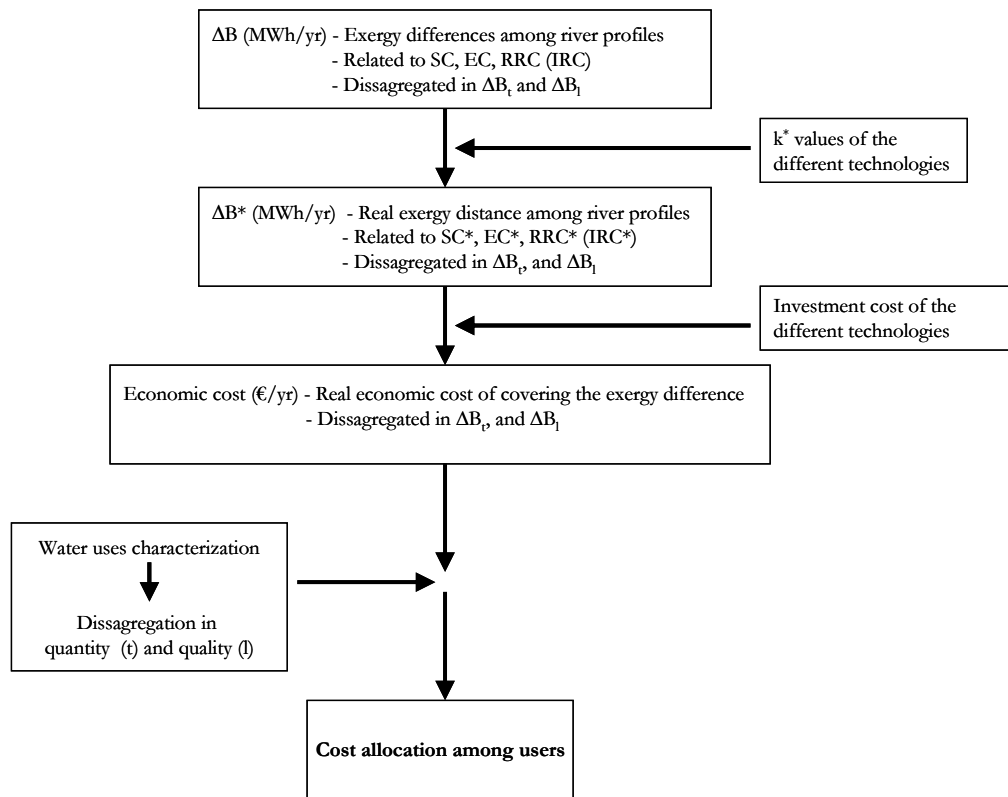 ΔB (MWh/yr) - Exergy differences among river profiles
- Related to SC, EC, RRC (IRC)
- Dissagregated in ΔBt and ΔBl
k* values of the
different technologies
ΔB* (MWh/yr) - Real exergy distance among river profiles
- Related to SC*, EC*, RRC* (IRC*)
- Dissagregated in ΔBt, and ΔBl
Investment cost of the
different technologies
Economic cost (€/yr) - Real economic cost of covering the exergy difference
- Dissagregated in ΔBt, and ΔBl
Water uses characterization
Dissagregation in
quantity (t) and quality (l)
Cost allocation among users